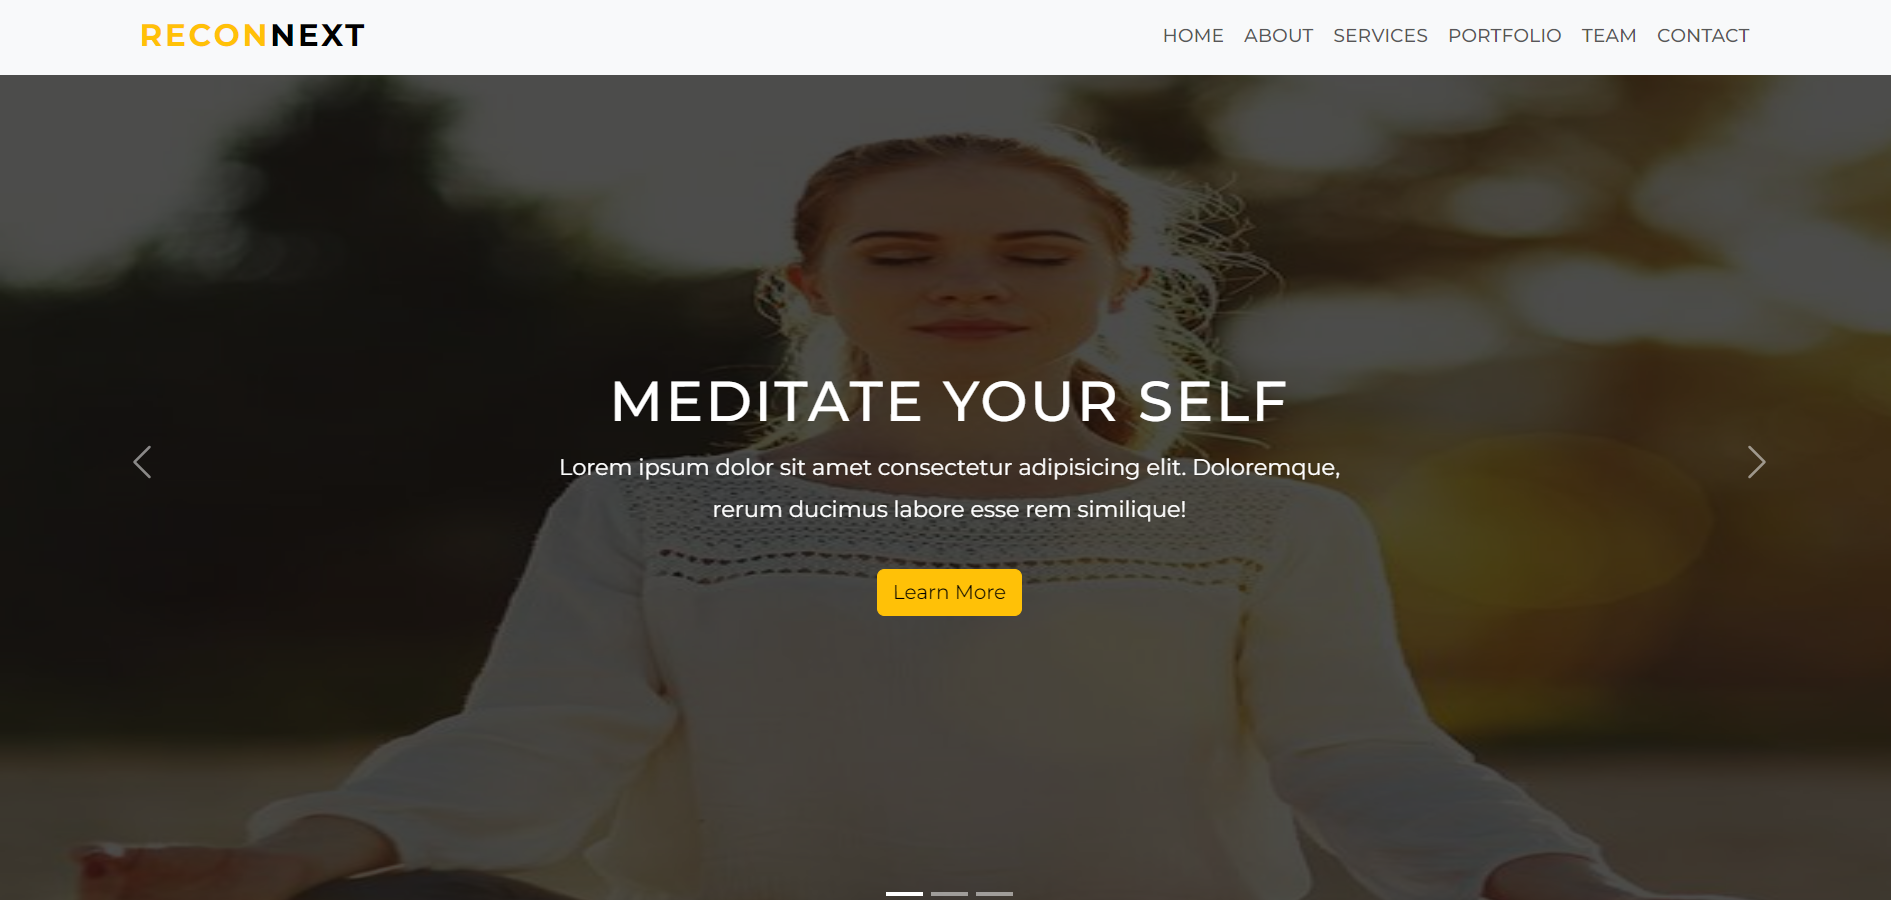 RECONNEXT
HOME ABOUT SERVICES PORTFOLIO TEAM CONTACT
MEDITATE YOUR SELF
Lorem ipsum dolor sit amet consectetur adipisicing elit. Doloremque,
rerum ducimus labore esse rem similique!
Learn More